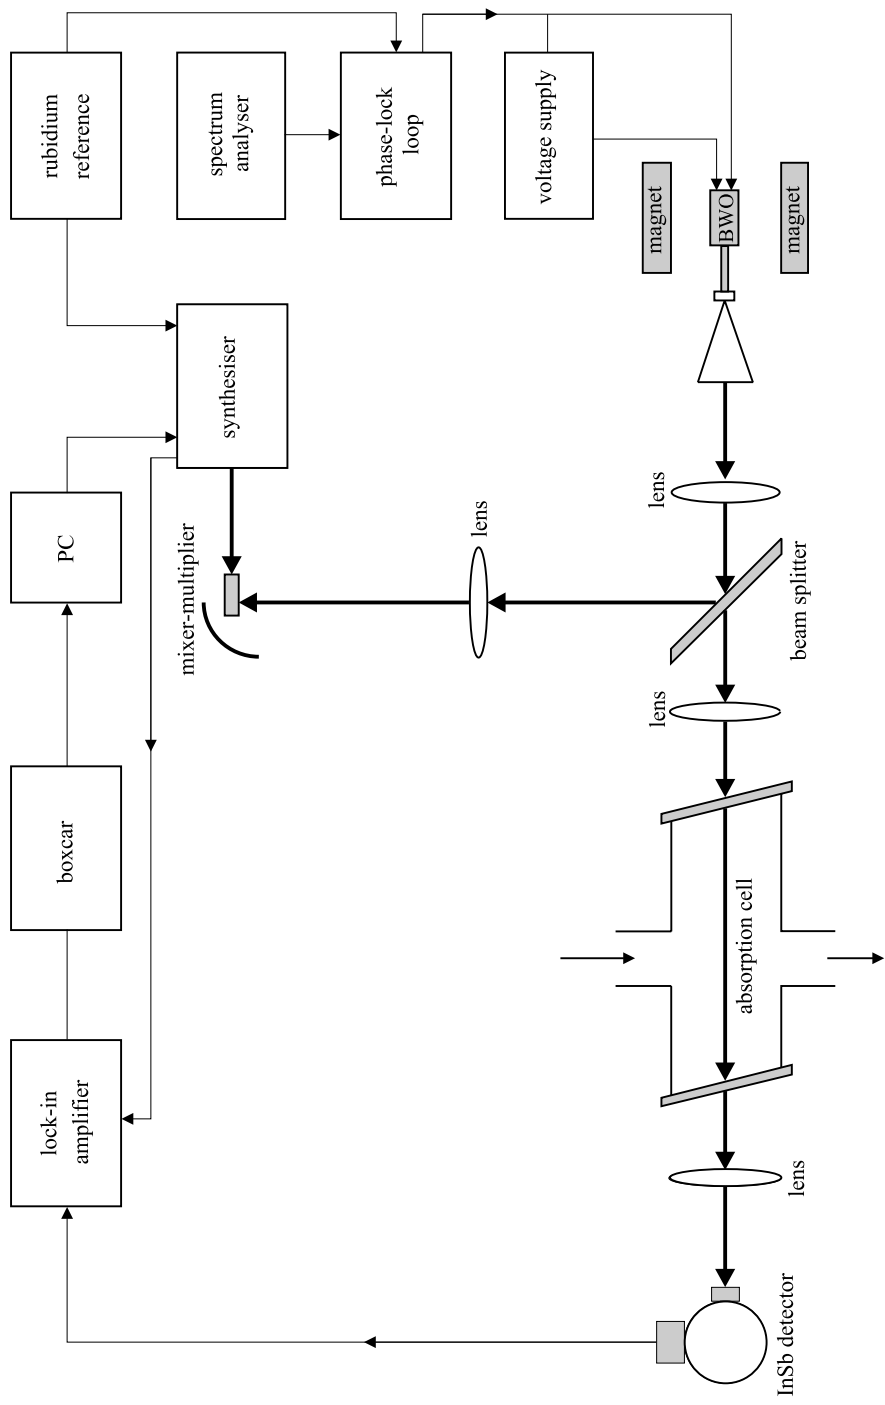 rubidium
reference
spectrum
analyser
phase-lock
loop
voltage supply
magnet
BWO
magnet
synthesiser
PC
mixer-multiplier
lens
lens
beam splitter
lens
boxcar
absorption cell
lock-in
amplifier
lens
InSb detector